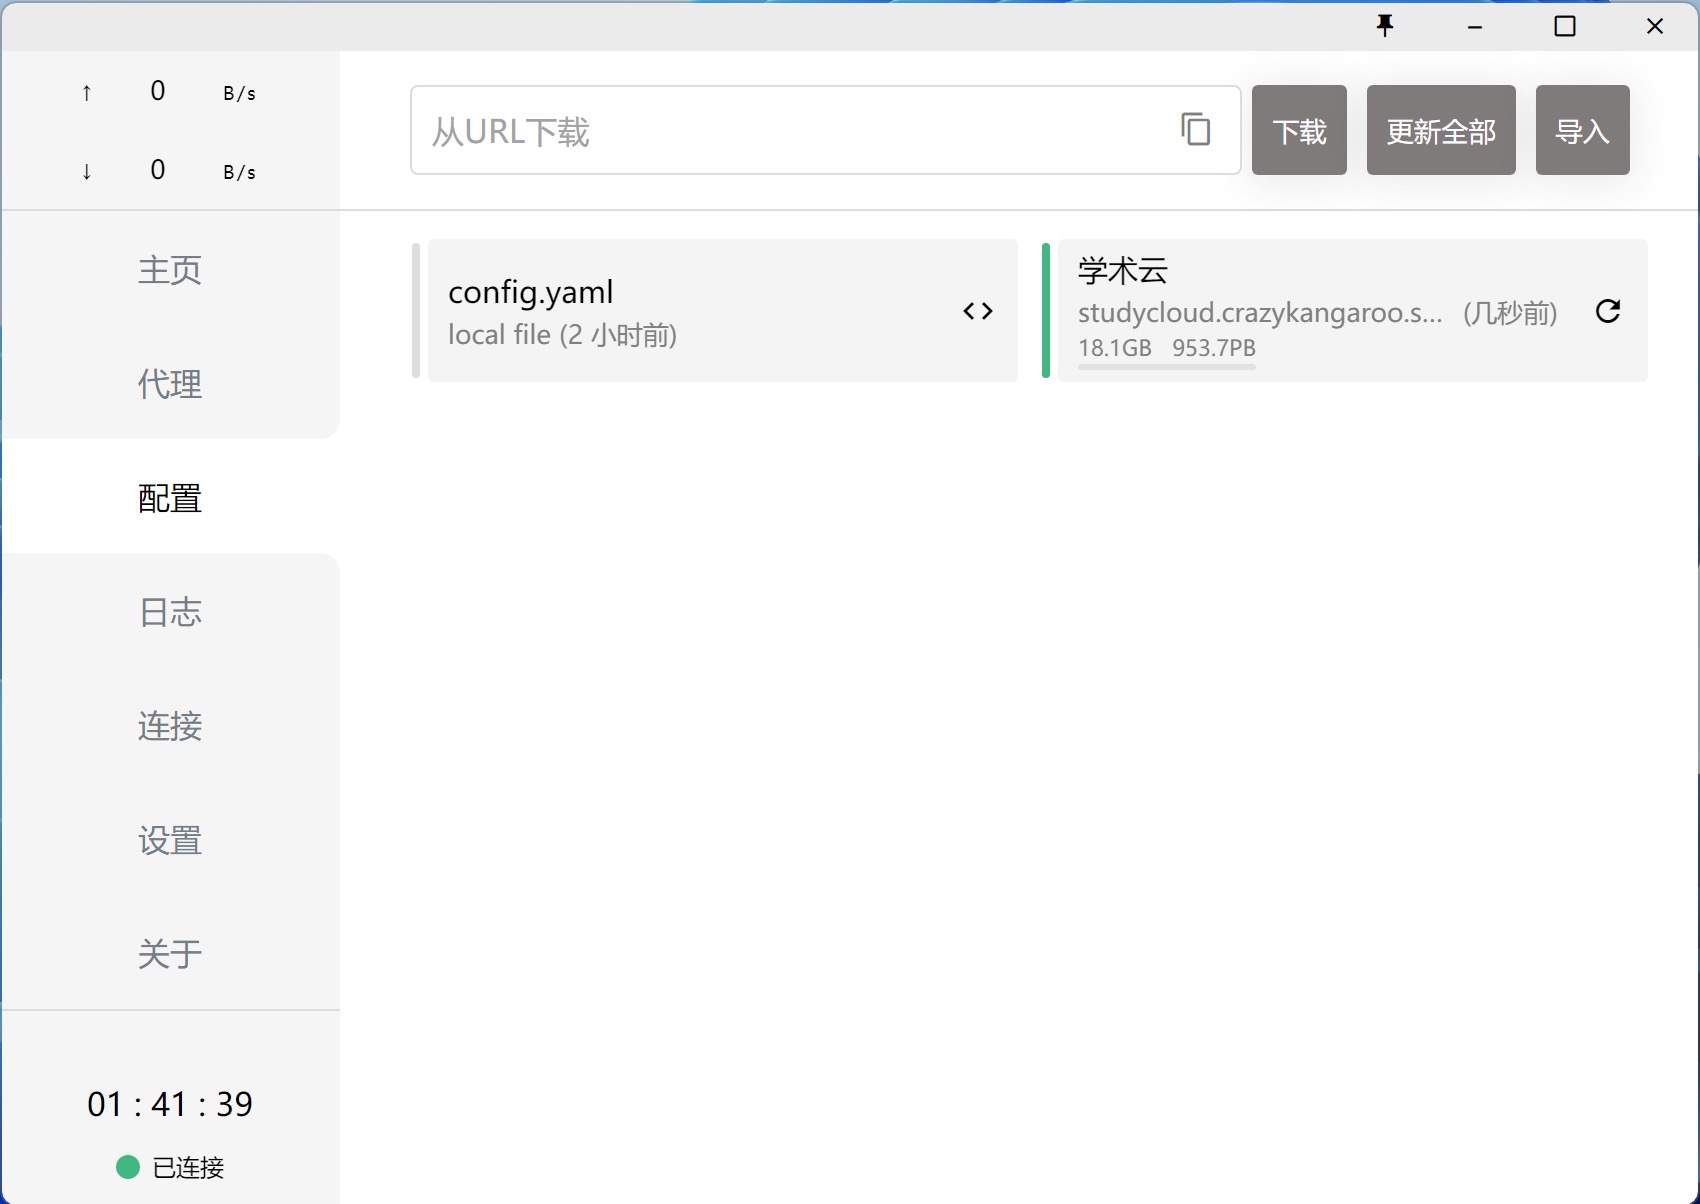 ↑ 0 B/s
↓ 0 B/s
主页
代理
配置
日志
连接
设置
关于
01 : 41 : 39
已连接
从URL下载
下载
更新全部
导入
config.yaml
local file (2 小时前)
学术云
studycloud.crazykangaroo.s... (几秒前)
18.1GB 953.7PB